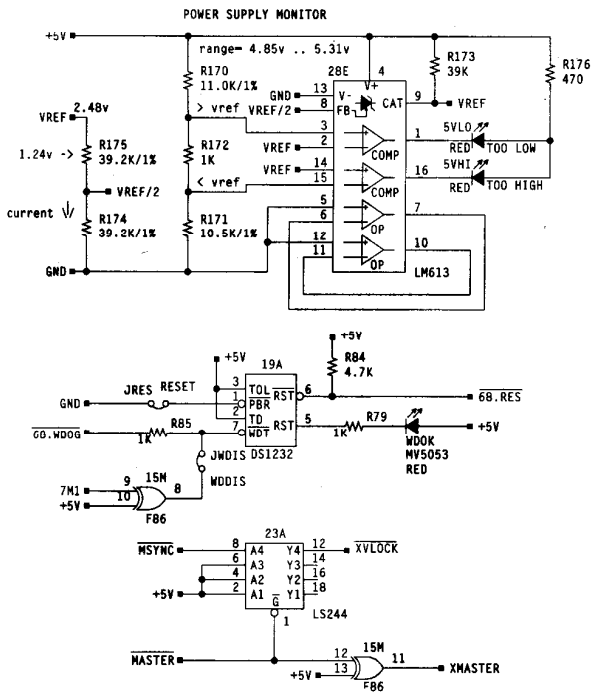 POWER SUPPLY MONITOR
+5V
range= 4.85v .. 5.31v
R170
11.0K/1%
> vref
R172
1K
< vref
R171
10.5K/1%
VREF
2.48v
1.24v ->
R175
39.2K/1%
VREF/2
current
R174
39.2K/1%
GND
28E
4
V+
GND 13 V-
VREF/2 8 FB
CAT 9 VREF
R173
39K
R176
470
3
VREF 2
COMP
1
5VLO
RED TOO LOW
VREF 14
15
COMP
16
5VHI
RED TOO HIGH
5
6
OP
7
12
11
OP
10
LM613
+5V
19A
+5V
R84
4.7K
JRES RESET
GND
3 TOL
1 PBR
2 TD
7 WDT
RST 6
68.RES
RST 5
DS1232
R85
1K
R79
1K
WDOK
MV5053
RED
+5V
JWDIS
WDDIS
7M1 9
+5V 10
15M
8
F86
23A
MSYNC 8 A4 Y4 12 XVLOCK
6 A3 Y3 14
4 A2 Y2 16
+5V 2 A1 Y1 18
G
1
LS244
MASTER
12
+5V 13
15M
11
XMASTER
F86